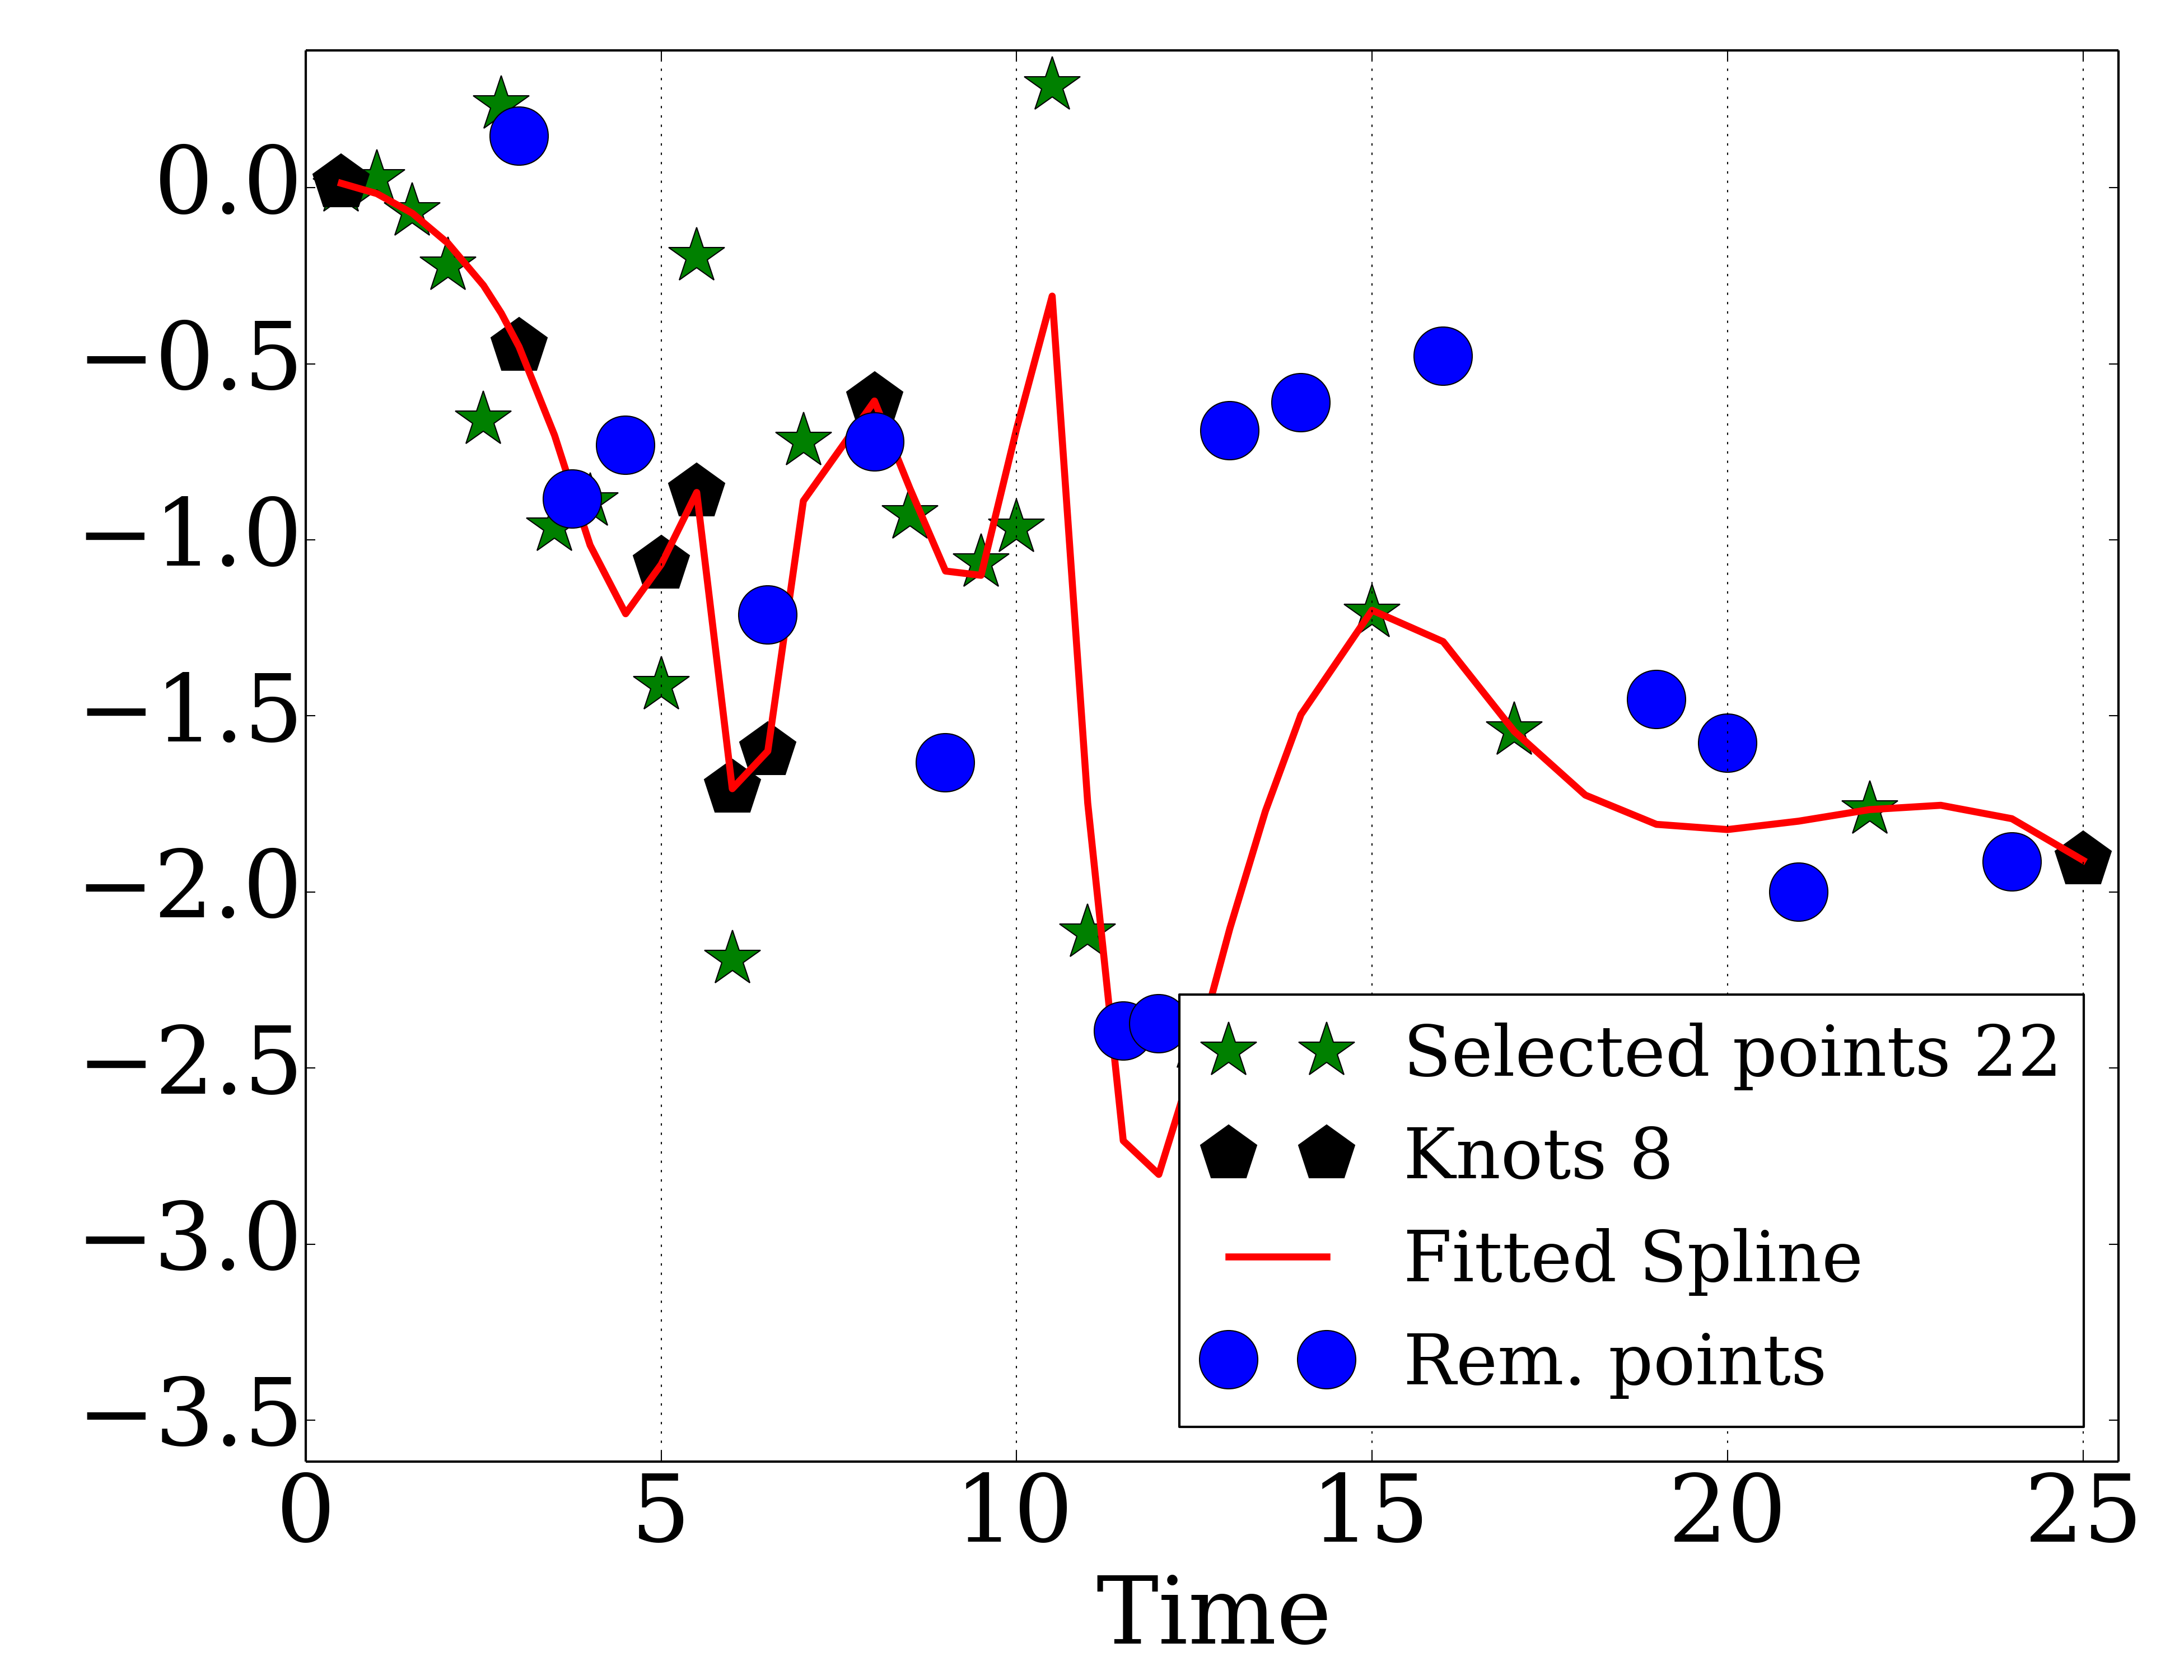 0.0
−0.5
−1.0
−1.5
−2.0
−2.5
−3.0
−3.5
Selected points 22
Knots 8
Fitted Spline
Rem. points
0 5 10 15 20 25
Time